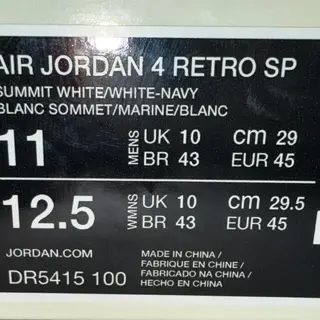 AIR JORDAN 4 RETRO SP
SUMMIT WHITE/WHITE-NAVY
BLANC SOMMET/MARINE/BLANC
11 MENS UK 10 cm 29
BR 43 EUR 45
12.5 WMNS UK 10 cm 29.5
BR 43 EUR 45
JORDAN.COM
MADE IN CHINA /
FABRIQUE EN CHINE /
FABRICADO NA CHINA /
HECHO EN CHINA
DR5415 100